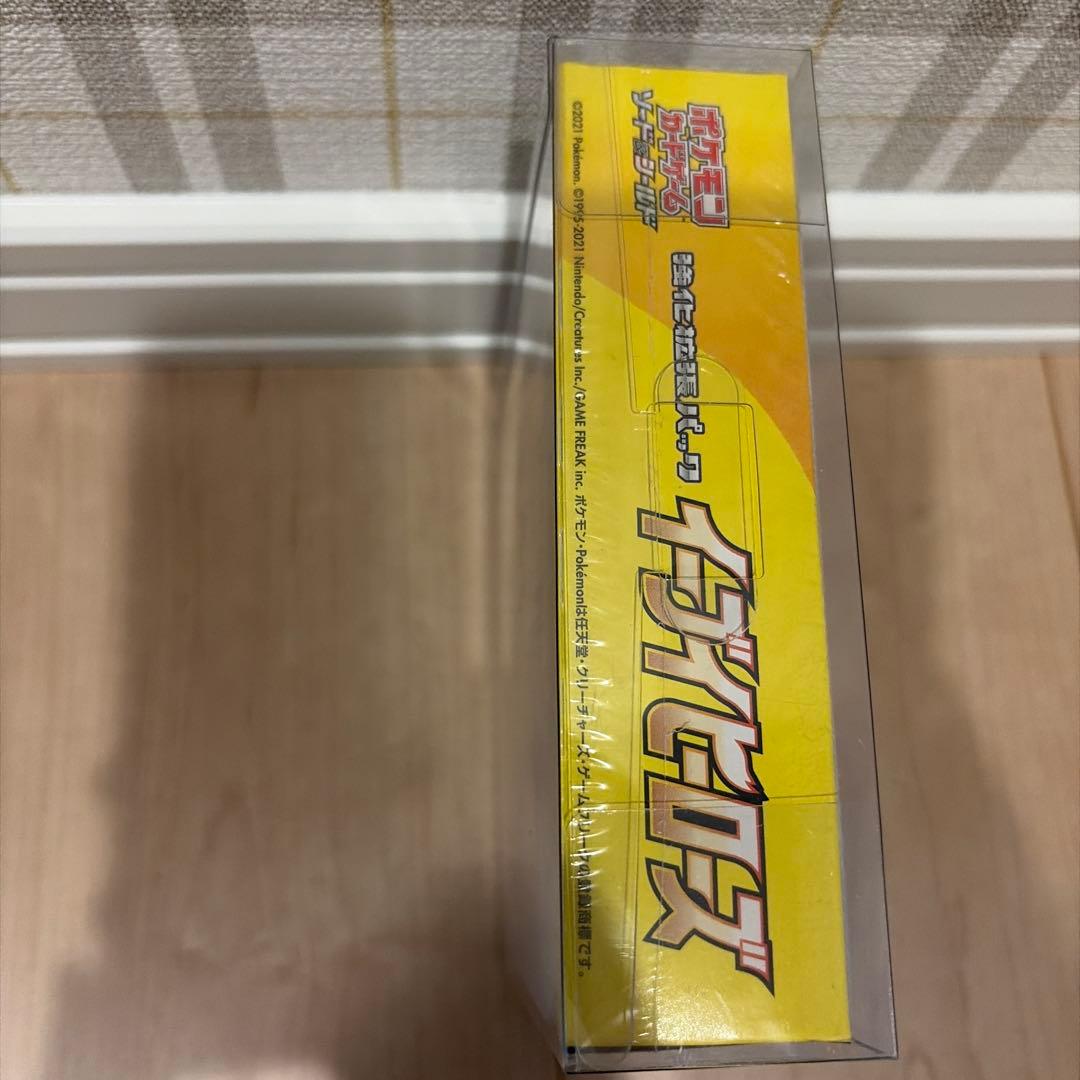 ポケモン
カードゲーム
ソード&シールド
強化拡張パック
イーブイヒーローズ
©2021 Pokémon. ©1995-2021 Nintendo/Creatures Inc./GAME FREAK inc. ポケモン・Pokémonは任天堂・クリーチャーズ・ゲームフリークの登録商標です。